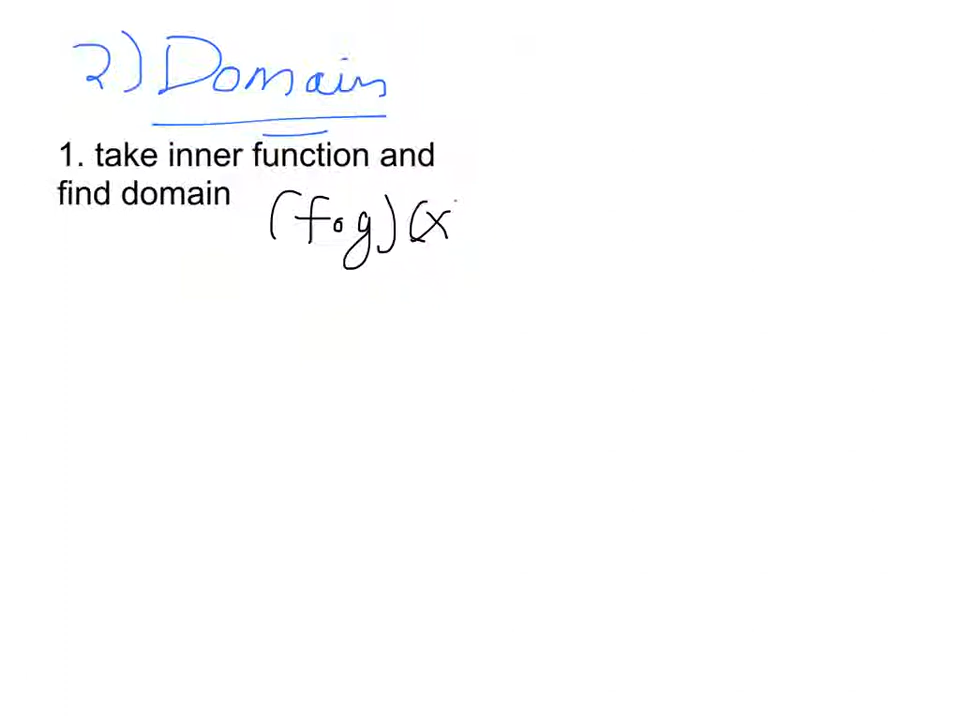 2) Domain
1. take inner function and
find domain
(f∘g)(x